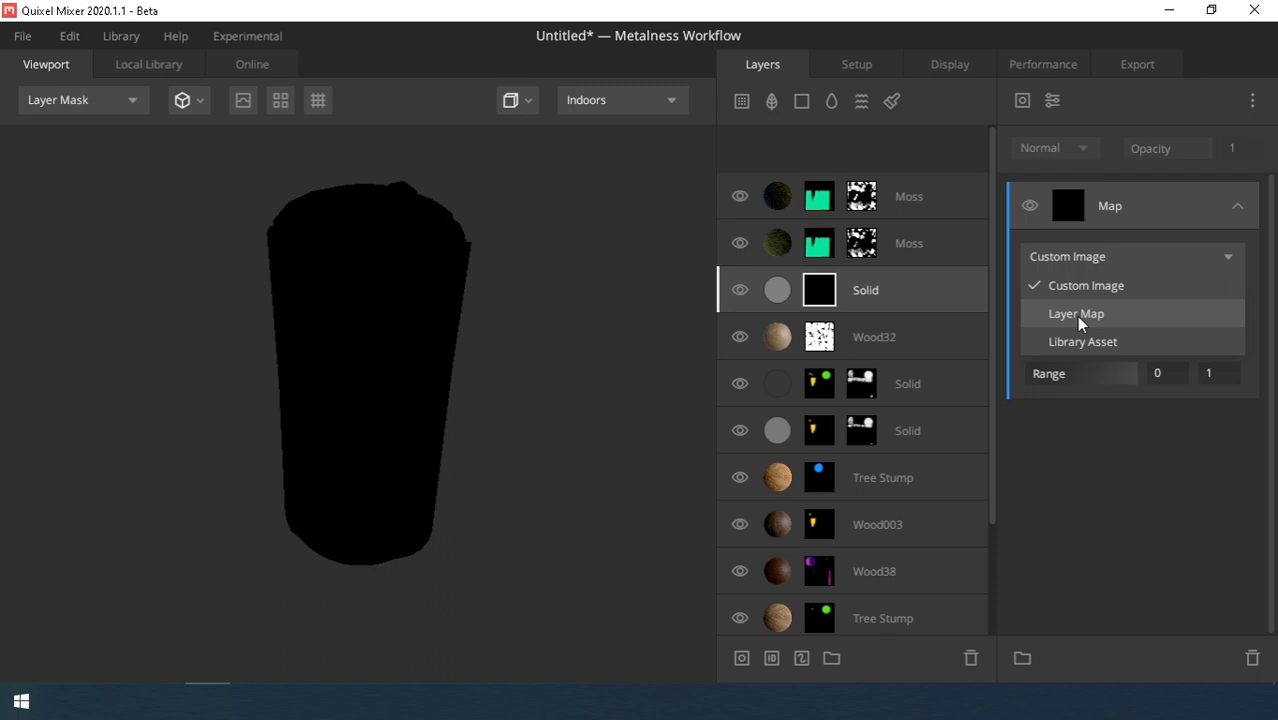 Quixel Mixer 2020.1.1 - Beta
File Edit Library Help Experimental
Untitled* — Metalness Workflow
Viewport Local Library Online
Layers Setup Display Performance Export
Layer Mask
Indoors
Normal Opacity 1
Moss
Map
Moss
Custom Image
Custom Image
Solid
Layer Map
Wood32
Library Asset
Range 0 1
Solid
Solid
Tree Stump
Wood003
Wood38
Tree Stump
ID